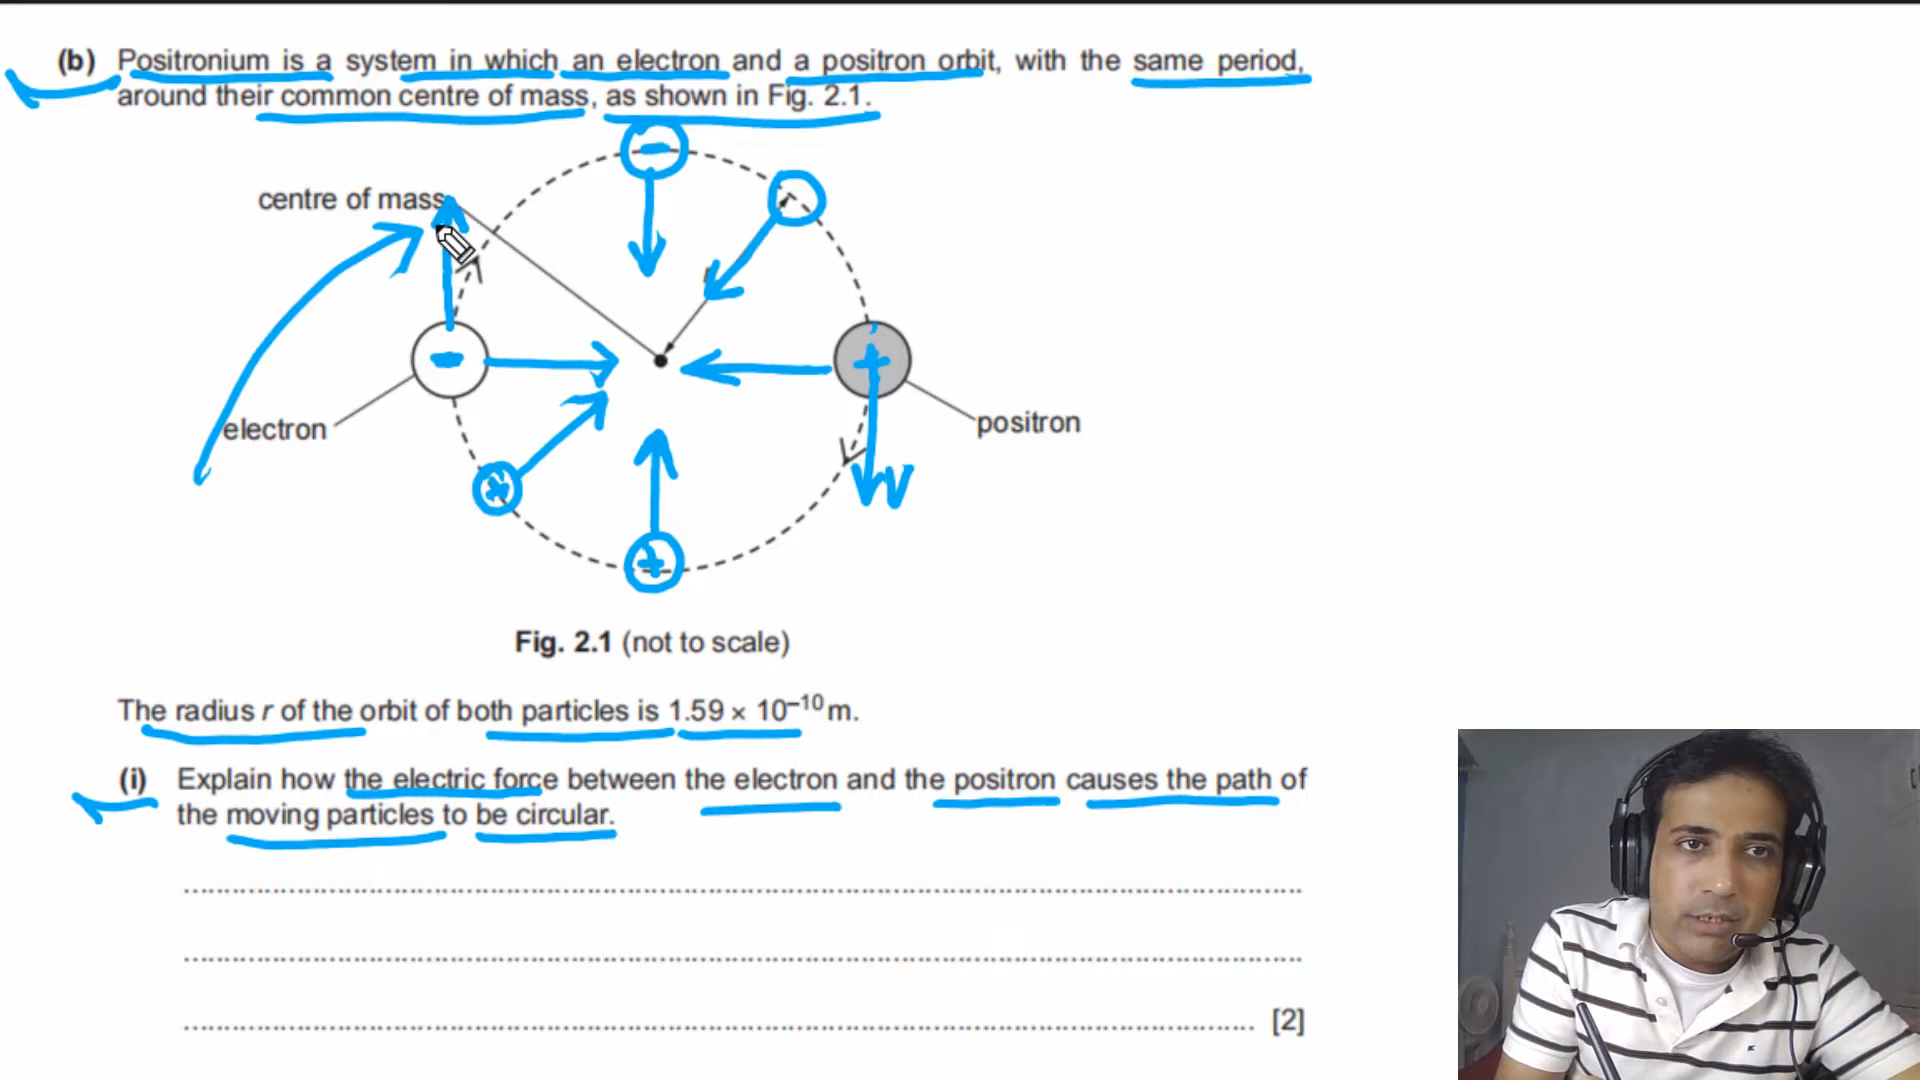 (b) Positronium is a system in which an electron and a positron orbit, with the same period,
around their common centre of mass, as shown in Fig. 2.1.
centre of mass
electron
positron
Fig. 2.1 (not to scale)
The radius r of the orbit of both particles is 1.59 × 10⁻¹⁰ m.
(i) Explain how the electric force between the electron and the positron causes the path of
the moving particles to be circular.
[2]